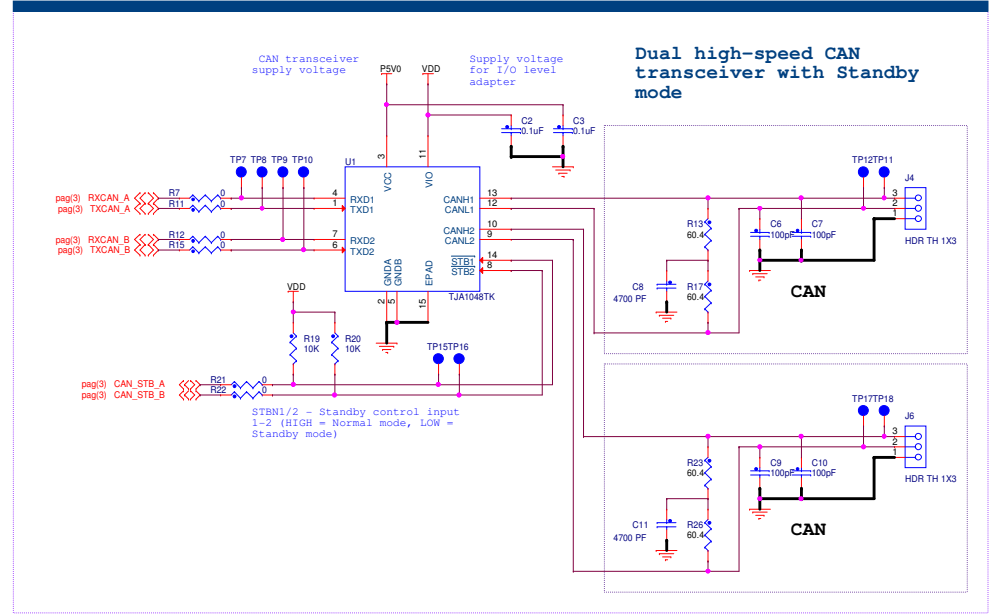 Dual high-speed CAN
transceiver with Standby
mode
CAN transceiver
supply voltage
Supply voltage
for I/O level
adapter
P5V0
VDD
C2
0.1uF
C3
0.1uF
TP7 TP8 TP9 TP10
U1
3
11
VCC
VIO
pag(3) RXCAN_A
R7
0
4
RXD1
pag(3) TXCAN_A
R11
0
1
TXD1
pag(3) RXCAN_B
R12
0
7
RXD2
pag(3) TXCAN_B
R15
0
6
TXD2
CANH1
13
CANL1
12
CANH2
10
CANL2
9
STB1
14
STB2
8
GNDA
GNDB
EPAD
2
5
15
TJA1048TK
VDD
R19
10K
R20
10K
TP15 TP16
pag(3) CAN_STB_A
R21
0
pag(3) CAN_STB_B
R22
0
STBN1/2 - Standby control input
1-2 (HIGH = Normal mode, LOW =
Standby mode)
TP12 TP11
J4
3
2
1
HDR TH 1X3
R13
60.4
C6
100pF
C7
100pF
C8
4700 PF
R17
60.4
CAN
TP17 TP18
J6
3
2
1
HDR TH 1X3
R23
60.4
C9
100pF
C10
100pF
C11
4700 PF
R26
60.4
CAN